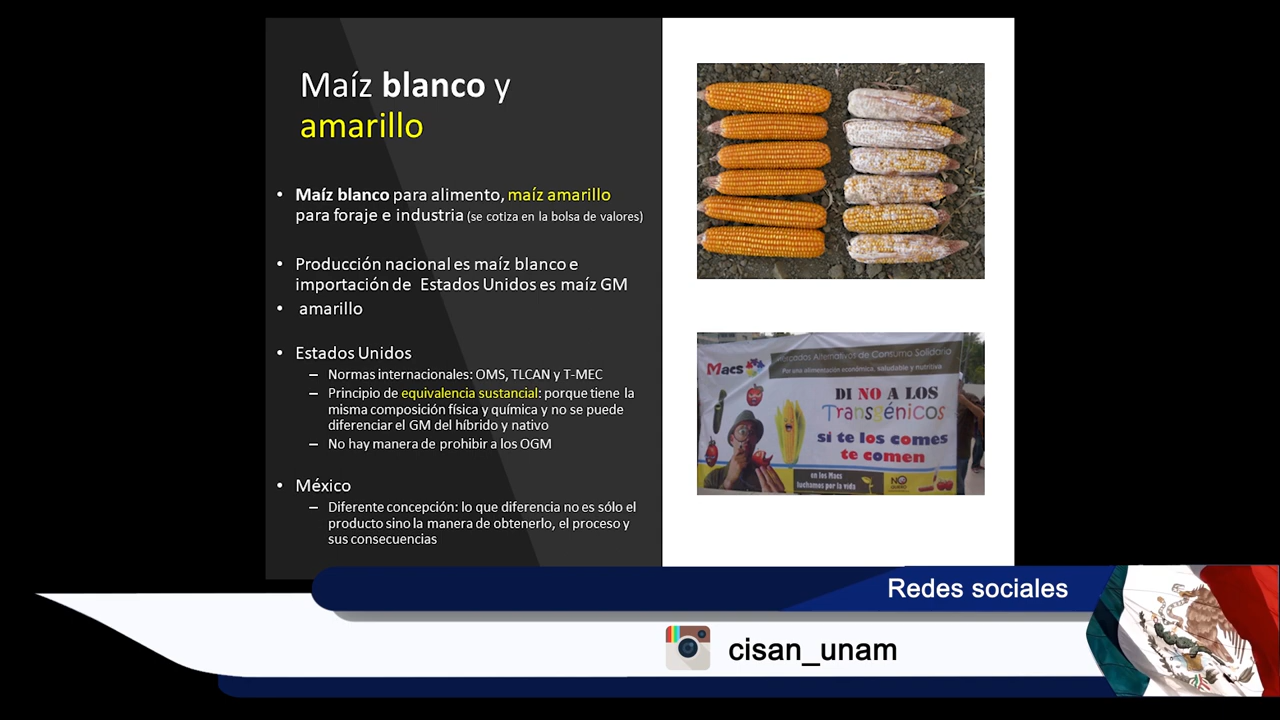 Maíz blanco y
amarillo
• Maíz blanco para alimento, maíz amarillo
para foraje e industria (se cotiza en la bolsa de valores)
• Producción nacional es maíz blanco e
importación de Estados Unidos es maíz GM
• amarillo
• Estados Unidos
– Normas internacionales: OMS, TLCAN y T-MEC
– Principio de equivalencia sustancial: porque tiene la
misma composición física y química y no se puede
diferenciar el GM del híbrido y nativo
– No hay manera de prohibir a los OGM
• México
– Diferente concepción: lo que diferencia no es sólo el
producto sino la manera de obtenerlo, el proceso y
sus consecuencias
Macs
Mercados Alternativos de Consumo Solidario
Por una alimentación económica, saludable y nutritiva
DI NO A LOS
Transgénicos
si te los comes
te comen
en los Macs
luchamos por la vida
NO
Redes sociales
cisan_unam